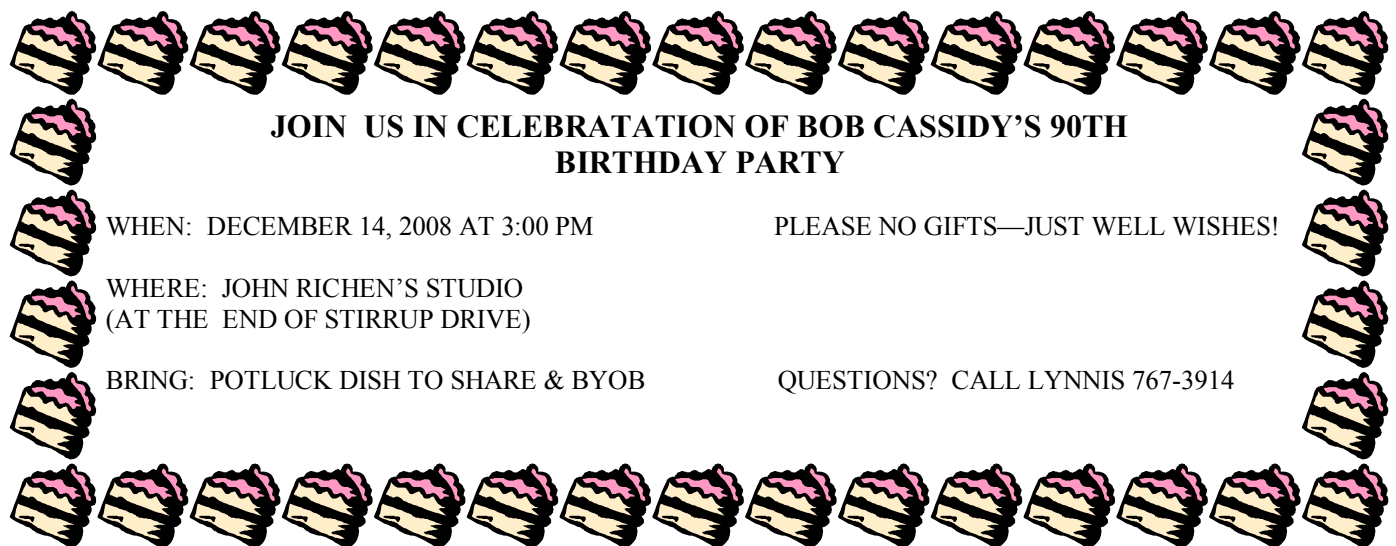 JOIN  US IN CELEBRATATION OF BOB CASSIDY’S 90TH
BIRTHDAY PARTY
WHEN:  DECEMBER 14, 2008 AT 3:00 PM
PLEASE NO GIFTS—JUST WELL WISHES!
WHERE:  JOHN RICHEN’S STUDIO
(AT THE  END OF STIRRUP DRIVE)
BRING:  POTLUCK DISH TO SHARE & BYOB
QUESTIONS?  CALL LYNNIS 767-3914